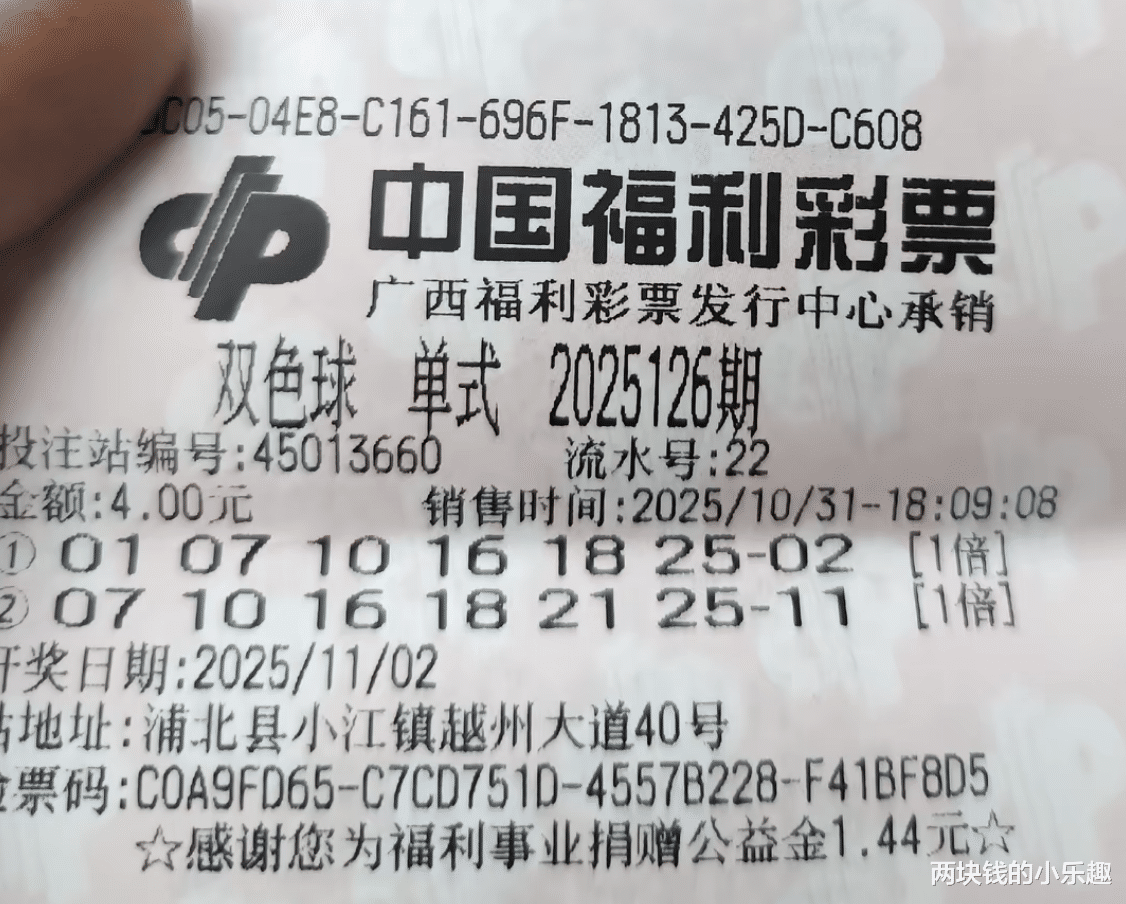 C05-04E8-C161-696F-1813-425D-C608
中国福利彩票
广西福利彩票发行中心承销
双色球 单式 2025126期
投注站编号:45013660 流水号:22
金额:4.00元 销售时间:2025/10/31-18:09:08
① 01 07 10 16 18 25-02 [1倍]
② 07 10 16 18 21 25-11 [1倍]
开奖日期:2025/11/02
站地址:浦北县小江镇越州大道40号
验票码:C0A9FD65-C7CD751D-4557B228-F41BF8D5
☆感谢您为福利事业捐赠公益金1.44元☆
两块钱的小乐趣